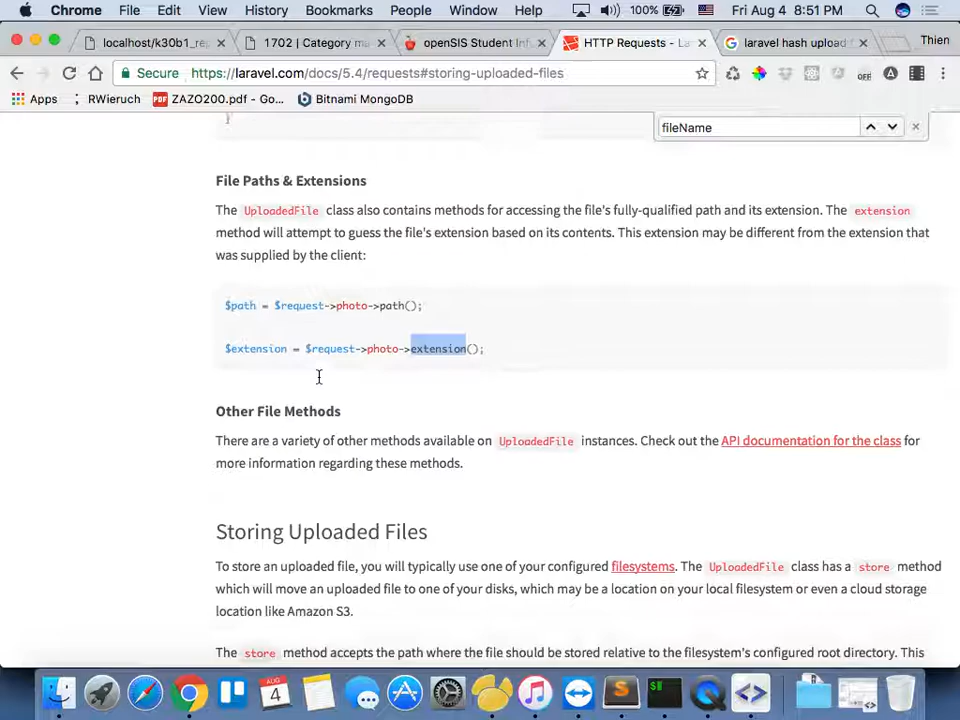 Chrome File Edit View History Bookmarks People Window Help 100% Fri Aug 4 8:51 PM
localhost/k30b1_re × 1702 | Category ma × openSIS Student Inf × HTTP Requests - La × laravel hash upload × Thien
Secure https://laravel.com/docs/5.4/requests#storing-uploaded-files OFF A
Apps RWieruch PDF ZAZO200.pdf - Go... Bitnami MongoDB
fileName
}
File Paths & Extensions
The UploadedFile class also contains methods for accessing the file's fully-qualified path and its extension. The extension
method will attempt to guess the file's extension based on its contents. This extension may be different from the extension that
was supplied by the client:
$path = $request->photo->path();
$extension = $request->photo->extension();
Other File Methods
There are a variety of other methods available on UploadedFile instances. Check out the API documentation for the class for
more information regarding these methods.
Storing Uploaded Files
To store an uploaded file, you will typically use one of your configured filesystems. The UploadedFile class has a store method
which will move an uploaded file to one of your disks, which may be a location on your local filesystem or even a cloud storage
location like Amazon S3.
The store method accepts the path where the file should be stored relative to the filesystem's configured root directory. This
AUG
4